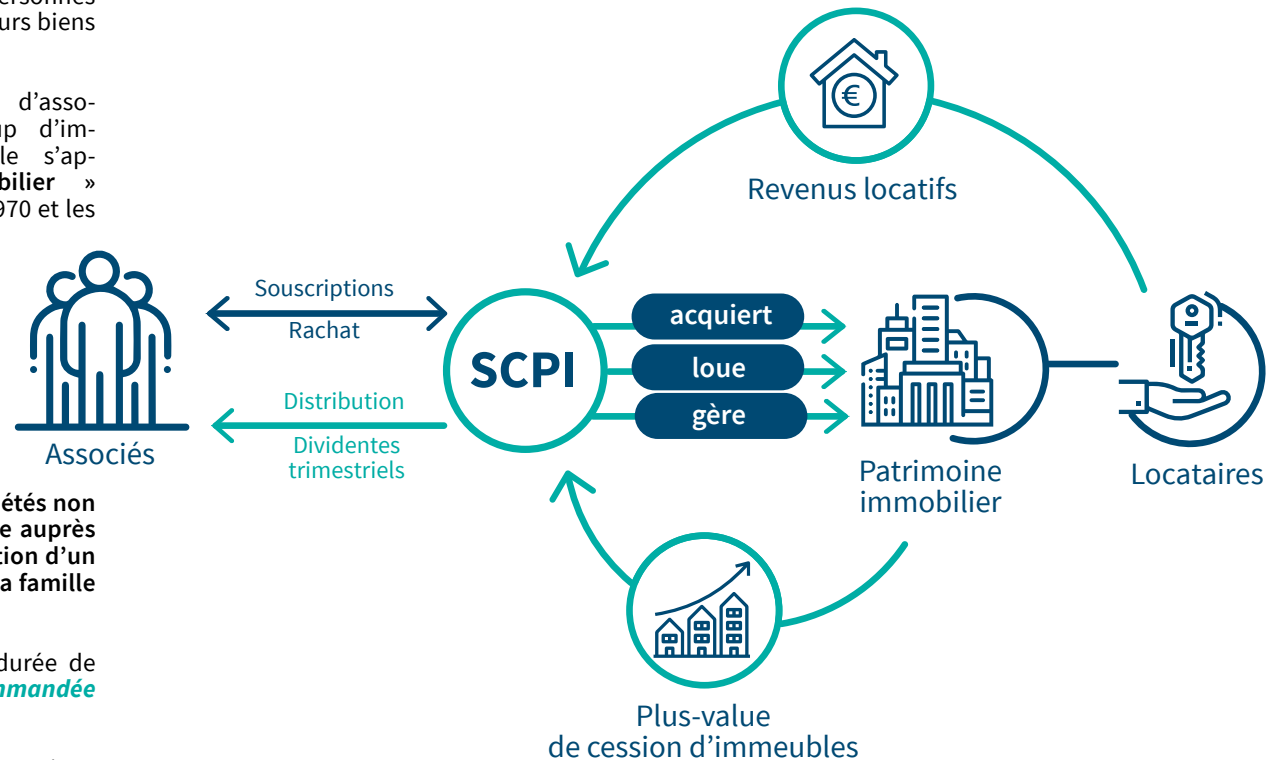 urs biens
d'asso-
d'im-
le s'ap-
bilier »
970 et les
Revenus locatifs
Souscriptions
Rachat
Distribution
Dividentes
trimestriels
Associés
SCPI
acquiert
loue
gère
Patrimoine
immobilier
Locataires
étés non
e auprès
tion d'un
a famille
durée de
mmandée
Plus-value
de cession d'immeubles